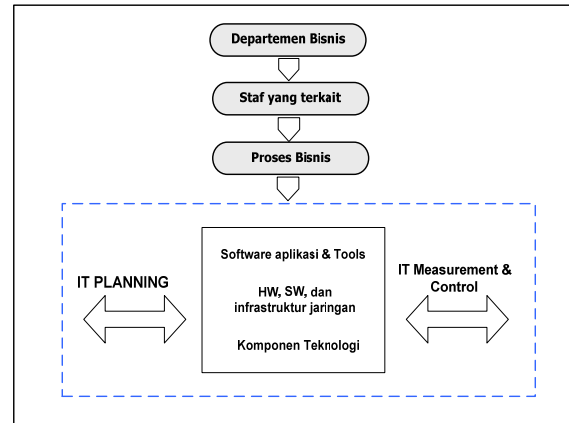 Departemen Bisnis
Staf yang terkait
Proses Bisnis
IT PLANNING
Software aplikasi & Tools
HW, SW, dan
infrastruktur jaringan
Komponen Teknologi
IT Measurement &
Control